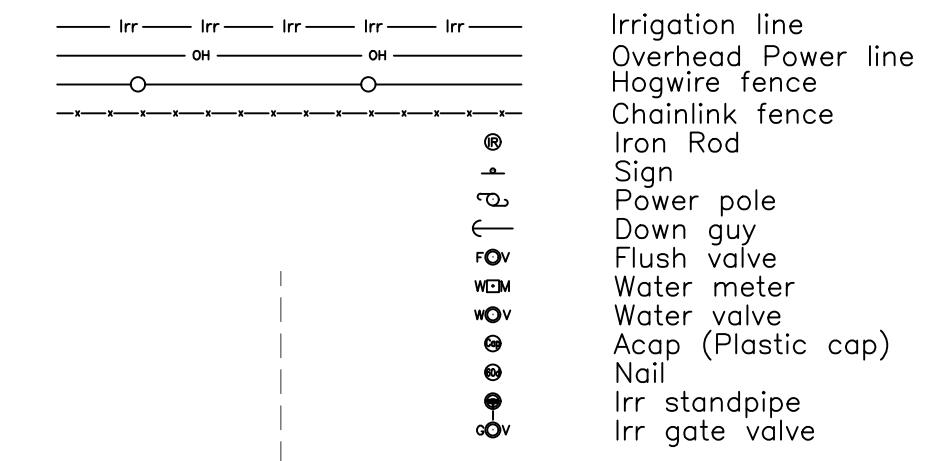 Irr Irr Irr Irr Irr Irrigation line
OH OH Overhead Power line
Hogwire fence
x x x x x x x x x x x x x x Chainlink fence
IR Iron Rod
Sign
Power pole
Down guy
F V Flush valve
W M Water meter
W V Water valve
Cap Acap (Plastic cap)
60d Nail
Irr standpipe
G V Irr gate valve